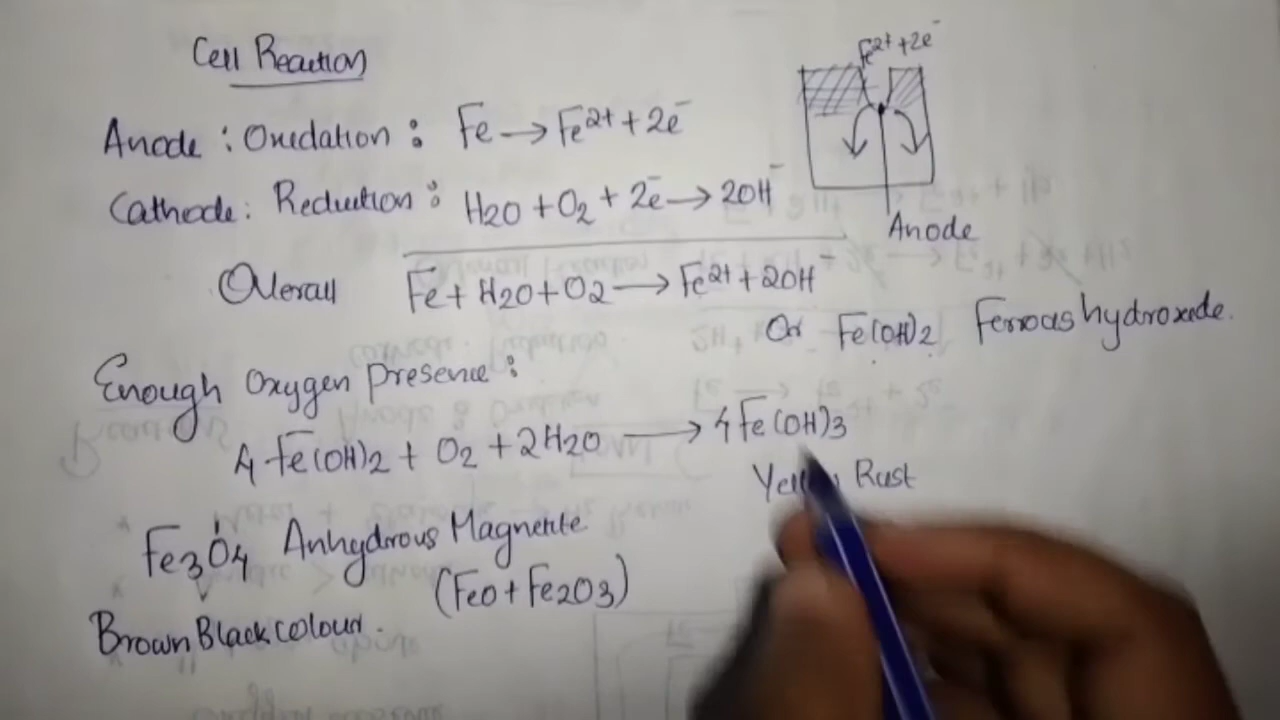 Cell Reaction
Fe²⁺ + 2e⁻
Anode : Oxidation : Fe → Fe²⁺ + 2e⁻
Cathode : Reduction : H2O + O2 + 2e⁻ → 2OH⁻
Anode
Overall Fe + H2O + O2 → Fe²⁺ + 2OH⁻
Or Fe(OH)2 Ferrous hydroxide.
Enough Oxygen Presence :
4 Fe(OH)2 + O2 + 2H2O → 4 Fe(OH)3
Rust
Fe3O4 Anhydrous Magnetite
(FeO + Fe2O3)
Brown Black colour.